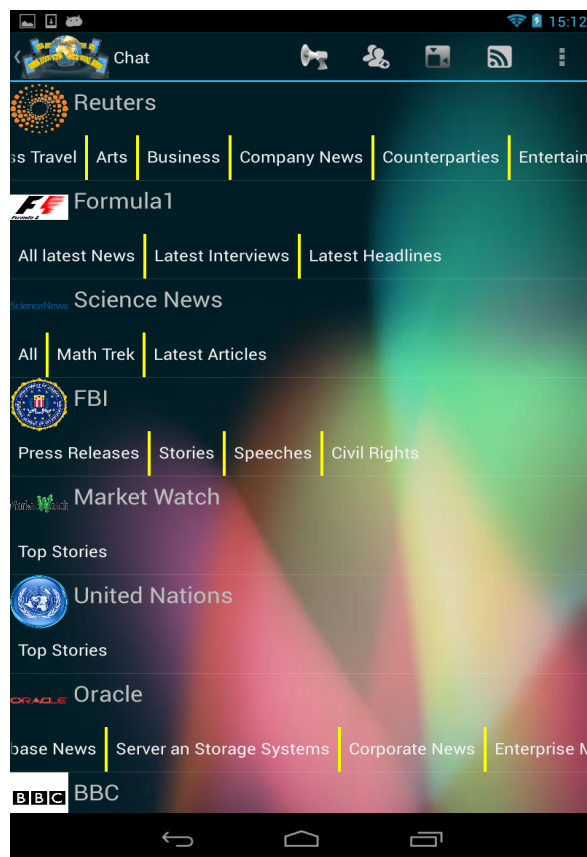 15:12
Chat
Reuters
ss Travel Arts Business Company News Counterparties Entertain
Formula1
Formula 1
All latest News Latest Interviews Latest Headlines
ScienceNews Science News
All Math Trek Latest Articles
FBI
Press Releases Stories Speeches Civil Rights
Market Watch
Top Stories
United Nations
Top Stories
ORACLE Oracle
base News Server an Storage Systems Corporate News Enterprise M
BBC BBC